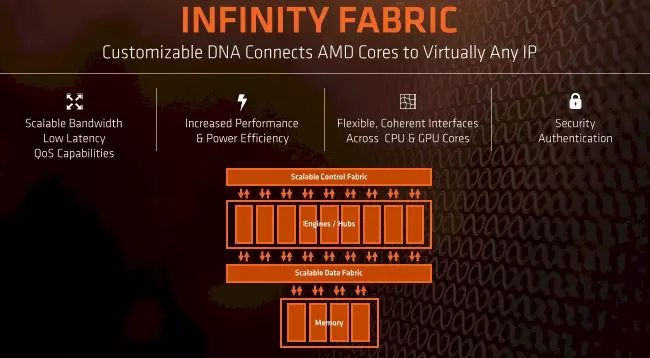 INFINITY FABRIC
Customizable DNA Connects AMD Cores to Virtually Any IP
Scalable Bandwidth
Low Latency
QoS Capabilities
Increased Performance
& Power Efficiency
Flexible, Coherent Interfaces
Across CPU & GPU Cores
Security
Authentication
Scalable Control Fabric
Engines / Hubs
Scalable Data Fabric
Memory